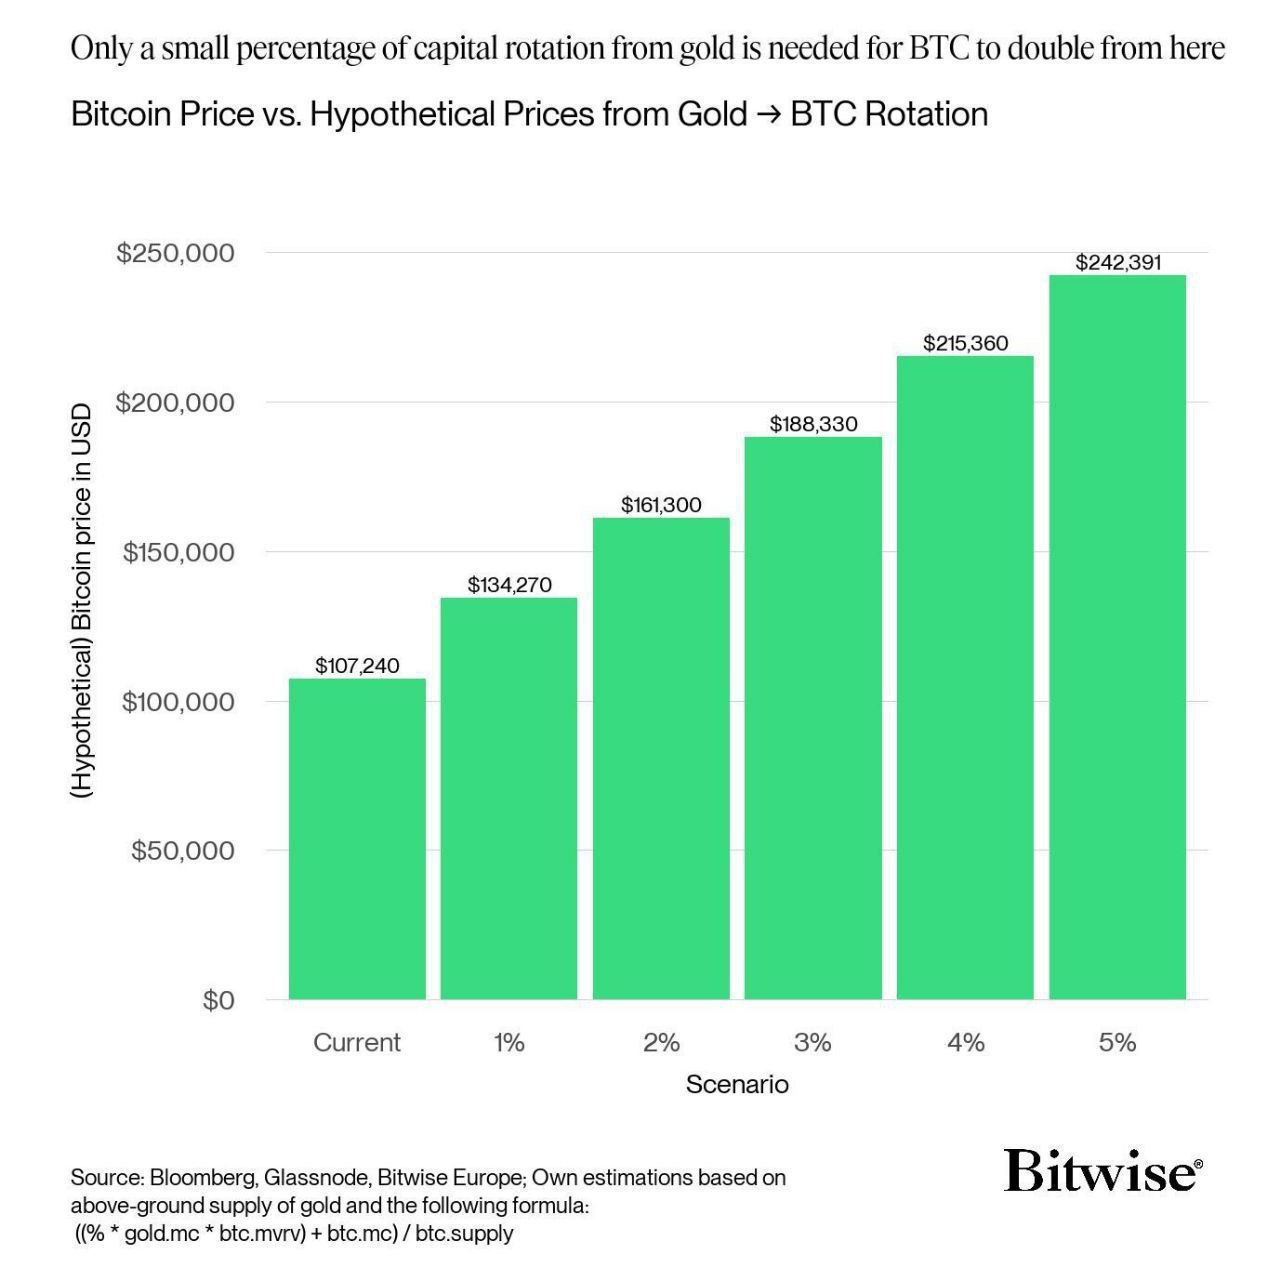 Only a small percentage of capital rotation from gold is needed for BTC to double from here
Bitcoin Price vs. Hypothetical Prices from Gold → BTC Rotation
(Hypothetical) Bitcoin price in USD
$250,000
$200,000
$150,000
$100,000
$50,000
$0
$107,240
$134,270
$161,300
$188,330
$215,360
$242,391
Current 1% 2% 3% 4% 5%
Scenario
Source: Bloomberg, Glassnode, Bitwise Europe; Own estimations based on
above-ground supply of gold and the following formula:
((% * gold.mc * btc.mvrv) + btc.mc) / btc.supply
Bitwise®